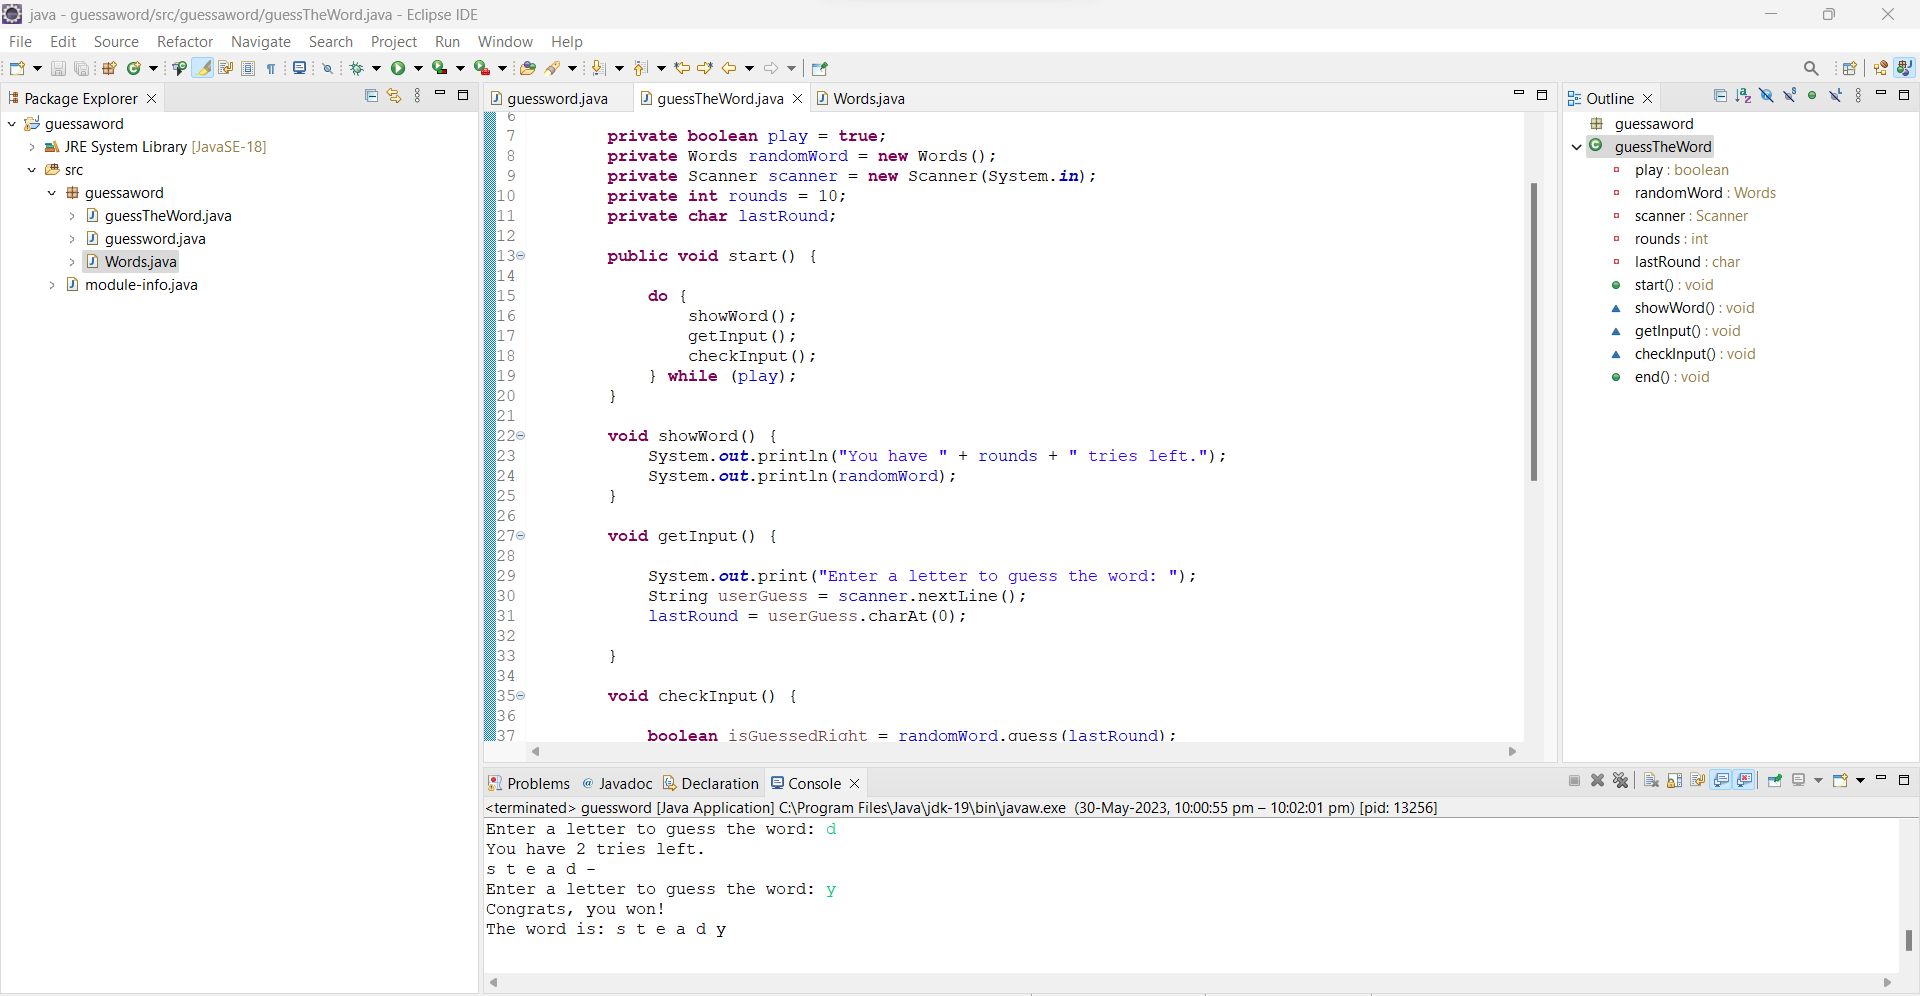 java - guessaword/src/guessaword/guessTheWord.java - Eclipse IDE
File Edit Source Refactor Navigate Search Project Run Window Help
Package Explorer
guessaword
JRE System Library [JavaSE-18]
src
guessaword
guessTheWord.java
guessword.java
Words.java
module-info.java
guessword.java guessTheWord.java Words.java
6
7 private boolean play = true;
8 private Words randomWord = new Words();
9 private Scanner scanner = new Scanner(System.in);
10 private int rounds = 10;
11 private char lastRound;
12
13 public void start() {
14
15 do {
16 showWord();
17 getInput();
18 checkInput();
19 } while (play);
20 }
21
22 void showWord() {
23 System.out.println("You have " + rounds + " tries left.");
24 System.out.println(randomWord);
25 }
26
27 void getInput() {
28
29 System.out.print("Enter a letter to guess the word: ");
30 String userGuess = scanner.nextLine();
31 lastRound = userGuess.charAt(0);
32
33 }
34
35 void checkInput() {
36
37 boolean isGuessedRight = randomWord.guess(lastRound);
Outline
guessaword
guessTheWord
play : boolean
randomWord : Words
scanner : Scanner
rounds : int
lastRound : char
start() : void
showWord() : void
getInput() : void
checkInput() : void
end() : void
Problems Javadoc Declaration Console
<terminated> guessword [Java Application] C:\Program Files\Java\jdk-19\bin\javaw.exe (30-May-2023, 10:00:55 pm – 10:02:01 pm) [pid: 13256]
Enter a letter to guess the word: d
You have 2 tries left.
s t e a d -
Enter a letter to guess the word: y
Congrats, you won!
The word is: s t e a d y